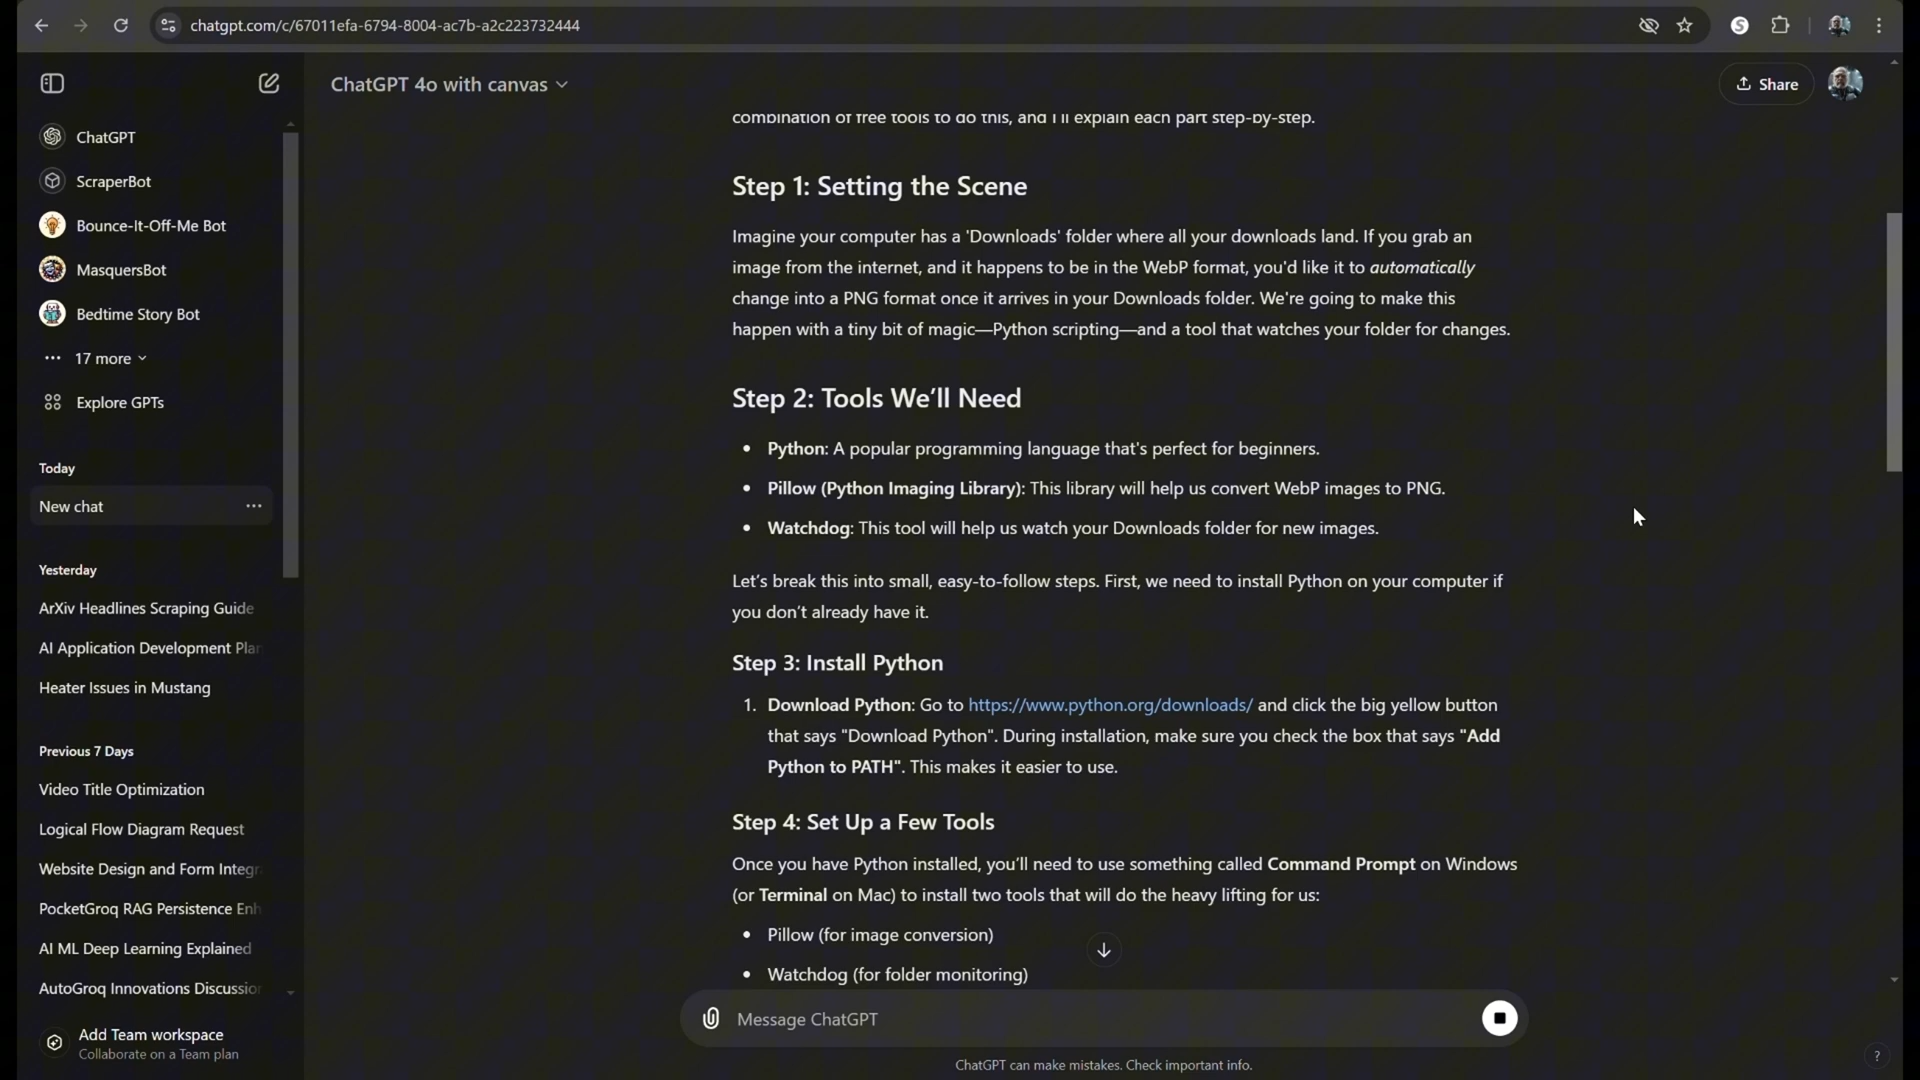 chatgpt.com/c/67011efa-6794-8004-ac7b-a2c223732444
ChatGPT 4o with canvas
Share
ChatGPT
ScraperBot
Bounce-It-Off-Me Bot
MasquersBot
Bedtime Story Bot
17 more
Explore GPTs
Today
New chat
Yesterday
ArXiv Headlines Scraping Guide
AI Application Development Plan
Heater Issues in Mustang
Previous 7 Days
Video Title Optimization
Logical Flow Diagram Request
Website Design and Form Integr
PocketGroq RAG Persistence Enh
AI ML Deep Learning Explained
AutoGroq Innovations Discussion
Add Team workspace
Collaborate on a Team plan
combination of free tools to do this, and I'll explain each part step-by-step.
Step 1: Setting the Scene
Imagine your computer has a 'Downloads' folder where all your downloads land. If you grab an
image from the internet, and it happens to be in the WebP format, you'd like it to automatically
change into a PNG format once it arrives in your Downloads folder. We're going to make this
happen with a tiny bit of magic—Python scripting—and a tool that watches your folder for changes.
Step 2: Tools We’ll Need
• Python: A popular programming language that's perfect for beginners.
• Pillow (Python Imaging Library): This library will help us convert WebP images to PNG.
• Watchdog: This tool will help us watch your Downloads folder for new images.
Let’s break this into small, easy-to-follow steps. First, we need to install Python on your computer if
you don’t already have it.
Step 3: Install Python
1. Download Python: Go to https://www.python.org/downloads/ and click the big yellow button
that says "Download Python". During installation, make sure you check the box that says "Add
Python to PATH". This makes it easier to use.
Step 4: Set Up a Few Tools
Once you have Python installed, you’ll need to use something called Command Prompt on Windows
(or Terminal on Mac) to install two tools that will do the heavy lifting for us:
• Pillow (for image conversion)
• Watchdog (for folder monitoring)
Message ChatGPT
ChatGPT can make mistakes. Check important info.
?